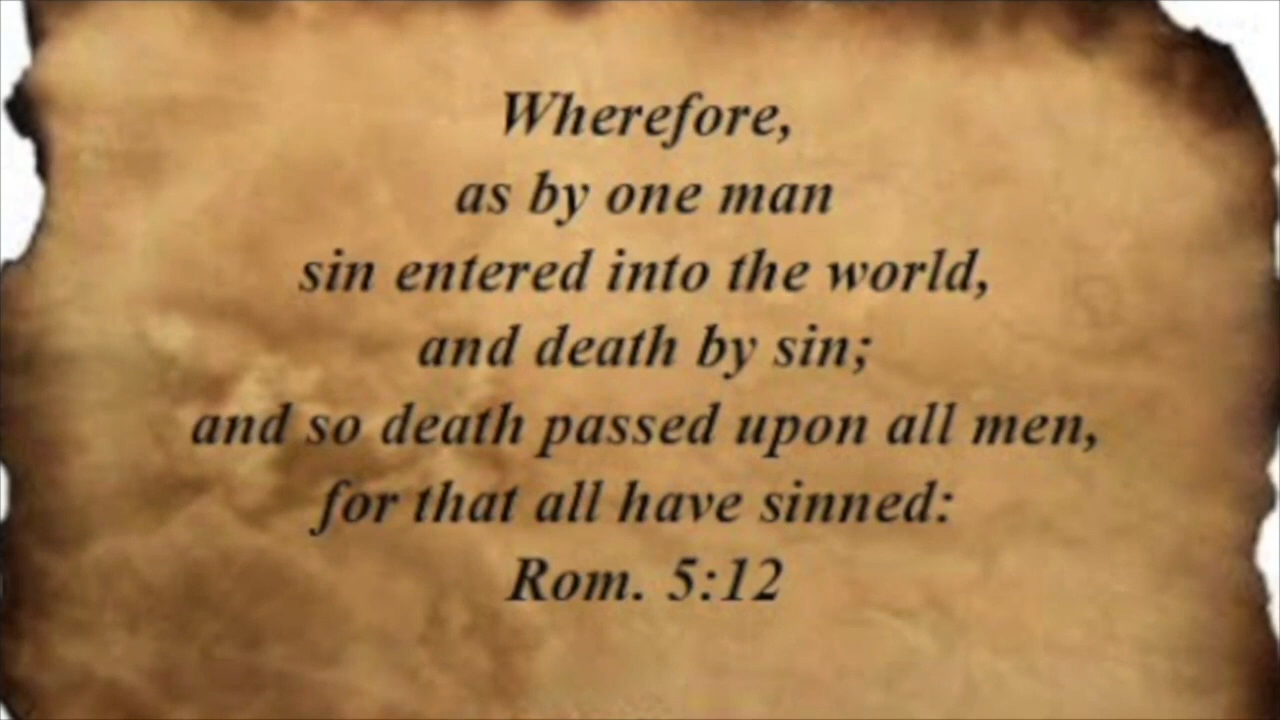 Wherefore,
as by one man
sin entered into the world,
and death by sin;
and so death passed upon all men,
for that all have sinned:
Rom. 5:12